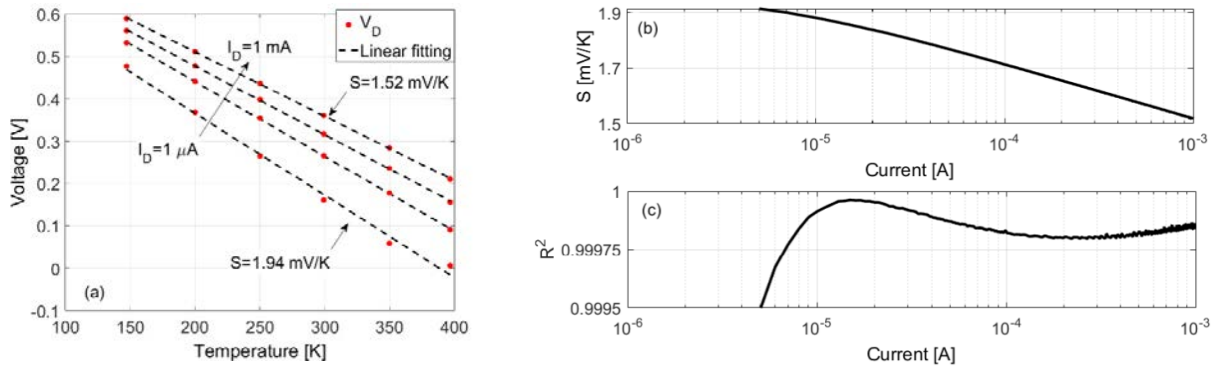 0.6
0.5
0.4
0.3
0.2
0.1
0
-0.1
Voltage [V]
I_D=1 mA
V_D
Linear fitting
S=1.52 mV/K
I_D=1 μA
S=1.94 mV/K
(a)
100 150 200 250 300 350 400
Temperature [K]
(b)
1.9
1.7
1.5
S [mV/K]
10^-6 10^-5 10^-4 10^-3
Current [A]
(c)
1
0.99975
0.9995
R^2
10^-6 10^-5 10^-4 10^-3
Current [A]